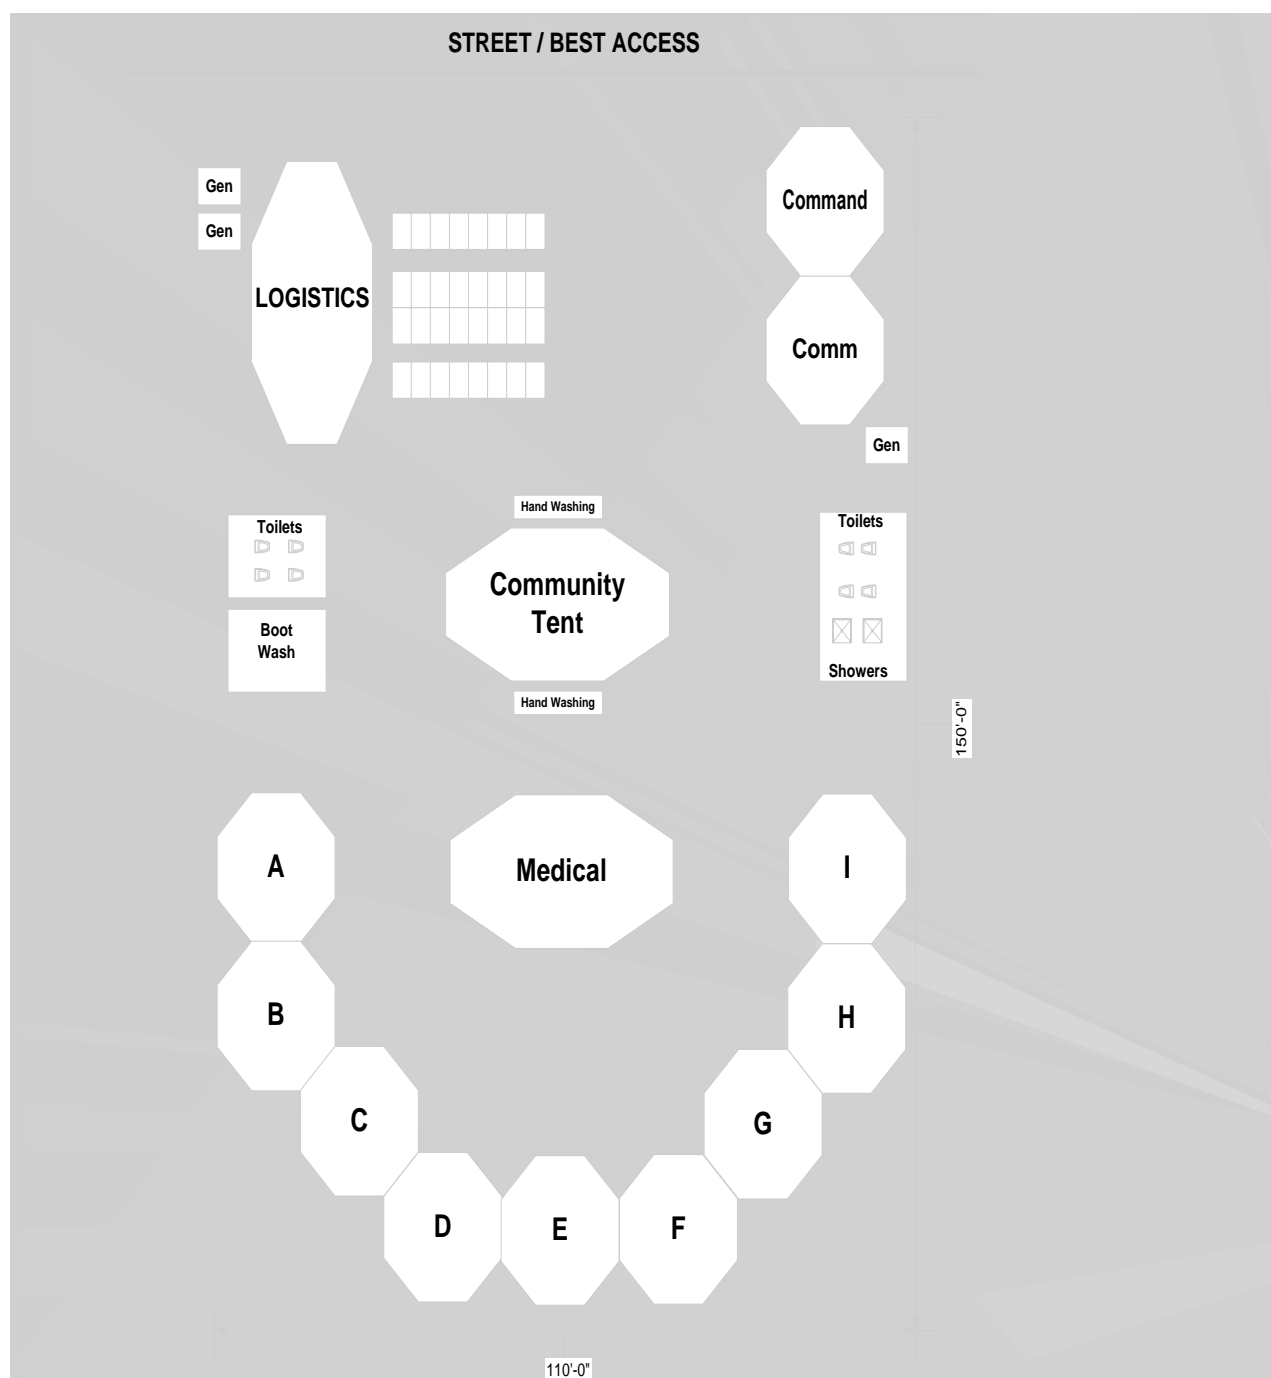 STREET / BEST ACCESS
Command
Gen
Gen
LOGISTICS
Comm
Gen
Hand Washing
Toilets
Toilets
Community
Tent
Boot
Wash
Showers
Hand Washing
150'-0"
A
Medical
I
B
H
C
G
D
E
F
110'-0"